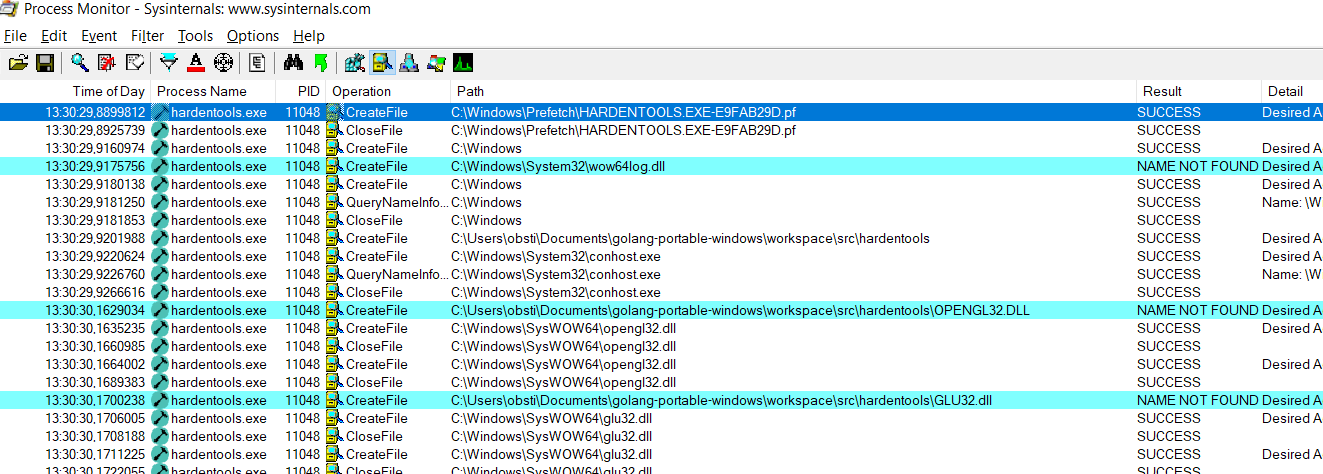 Process Monitor - Sysinternals: www.sysinternals.com
File Edit Event Filter Tools Options Help
Time of Day Process Name PID Operation Path Result Detail
13:30:29,8899812 hardentools.exe 11048 CreateFile C:\Windows\Prefetch\HARDENTOOLS.EXE-E9FAB29D.pf SUCCESS Desired A
13:30:29,8925739 hardentools.exe 11048 CloseFile C:\Windows\Prefetch\HARDENTOOLS.EXE-E9FAB29D.pf SUCCESS
13:30:29,9160974 hardentools.exe 11048 CreateFile C:\Windows SUCCESS Desired A
13:30:29,9175756 hardentools.exe 11048 CreateFile C:\Windows\System32\wow64log.dll NAME NOT FOUND Desired A
13:30:29,9180138 hardentools.exe 11048 CreateFile C:\Windows SUCCESS Desired A
13:30:29,9181250 hardentools.exe 11048 QueryNameInfo... C:\Windows SUCCESS Name: \W
13:30:29,9181853 hardentools.exe 11048 CloseFile C:\Windows SUCCESS
13:30:29,9201988 hardentools.exe 11048 CreateFile C:\Users\obsti\Documents\golang-portable-windows\workspace\src\hardentools SUCCESS Desired A
13:30:29,9220624 hardentools.exe 11048 CreateFile C:\Windows\System32\conhost.exe SUCCESS Desired A
13:30:29,9226760 hardentools.exe 11048 QueryNameInfo... C:\Windows\System32\conhost.exe SUCCESS Name: \W
13:30:29,9266616 hardentools.exe 11048 CloseFile C:\Windows\System32\conhost.exe SUCCESS
13:30:30,1629034 hardentools.exe 11048 CreateFile C:\Users\obsti\Documents\golang-portable-windows\workspace\src\hardentools\OPENGL32.DLL NAME NOT FOUND Desired A
13:30:30,1635235 hardentools.exe 11048 CreateFile C:\Windows\SysWOW64\opengl32.dll SUCCESS Desired A
13:30:30,1660985 hardentools.exe 11048 CloseFile C:\Windows\SysWOW64\opengl32.dll SUCCESS
13:30:30,1664002 hardentools.exe 11048 CreateFile C:\Windows\SysWOW64\opengl32.dll SUCCESS Desired A
13:30:30,1689383 hardentools.exe 11048 CloseFile C:\Windows\SysWOW64\opengl32.dll SUCCESS
13:30:30,1700238 hardentools.exe 11048 CreateFile C:\Users\obsti\Documents\golang-portable-windows\workspace\src\hardentools\GLU32.dll NAME NOT FOUND Desired A
13:30:30,1706005 hardentools.exe 11048 CreateFile C:\Windows\SysWOW64\glu32.dll SUCCESS Desired A
13:30:30,1708188 hardentools.exe 11048 CloseFile C:\Windows\SysWOW64\glu32.dll SUCCESS
13:30:30,1711225 hardentools.exe 11048 CreateFile C:\Windows\SysWOW64\glu32.dll SUCCESS Desired A
13:30:30,1722055 hardentools.exe 11048 CloseFile C:\Windows\SysWOW64\glu32.dll SUCCESS